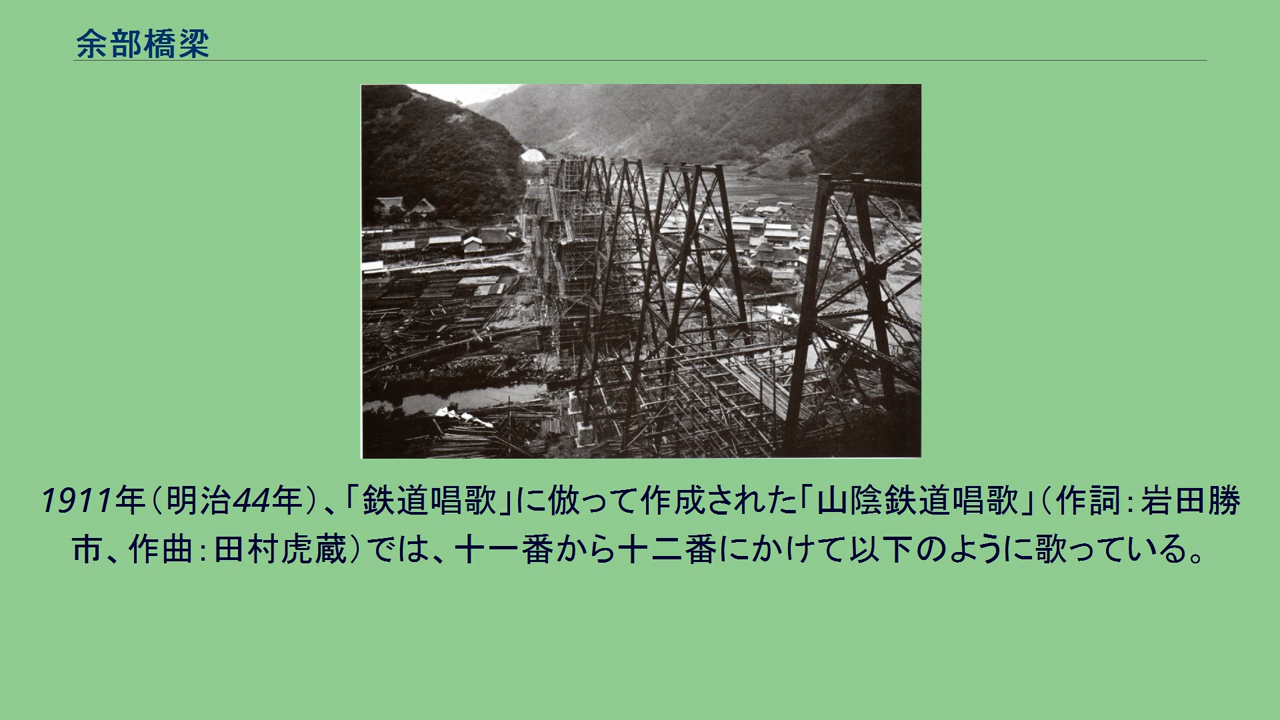 余部橋梁
1911年（明治44年）、「鉄道唱歌」に倣って作成された「山陰鉄道唱歌」（作詞：岩田勝
市、作曲：田村虎蔵）では、十一番から十二番にかけて以下のように歌っている。